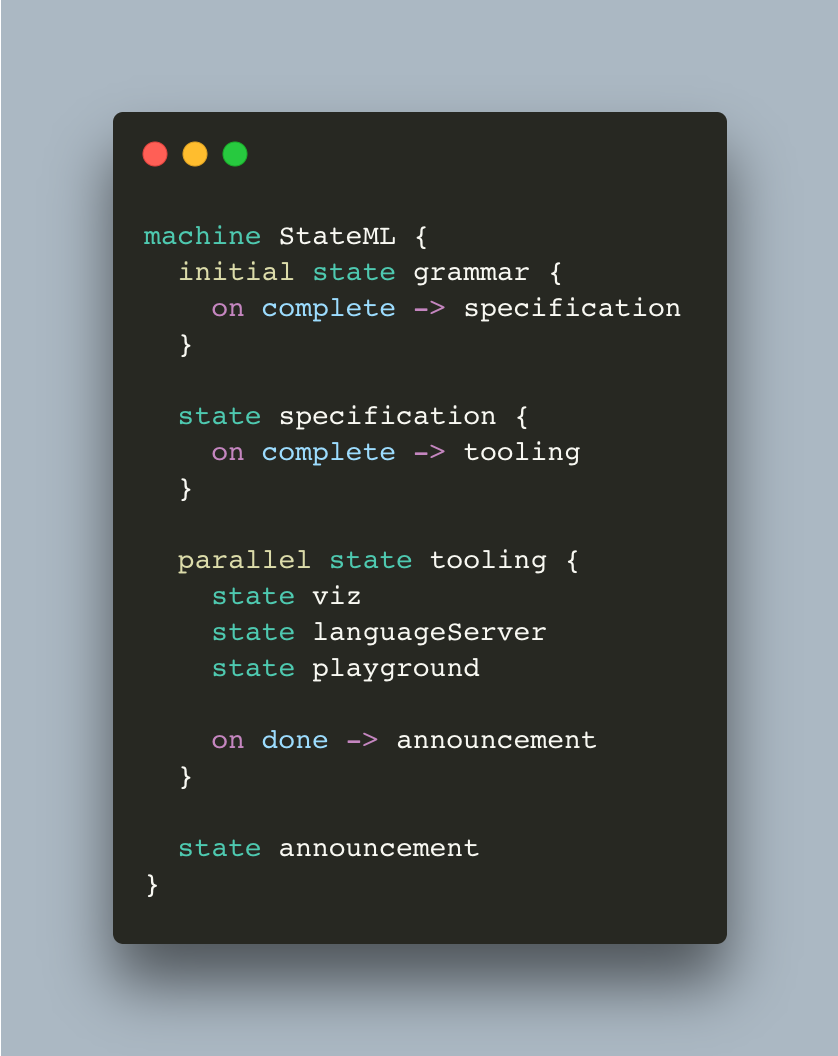 machine StateML {
  initial state grammar {
    on complete -> specification
  }

  state specification {
    on complete -> tooling
  }

  parallel state tooling {
    state viz
    state languageServer
    state playground

    on done -> announcement
  }

  state announcement
}